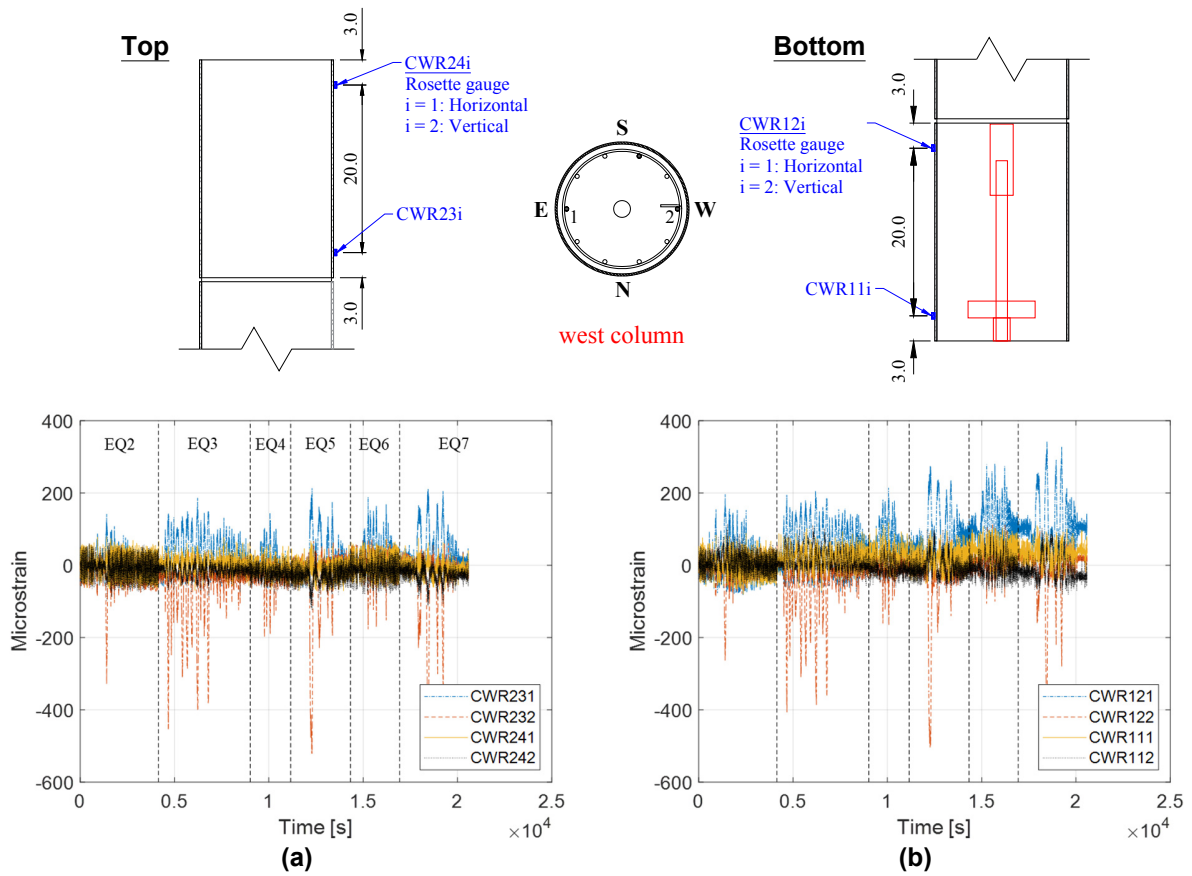 Top
3.0
CWR24i
Rosette gauge
i = 1: Horizontal
i = 2: Vertical
20.0
CWR23i
3.0
S
E
1
2
W
N
west column
Bottom
3.0
CWR12i
Rosette gauge
i = 1: Horizontal
i = 2: Vertical
20.0
CWR11i
3.0
400
200
0
-200
-400
-600
Microstrain
EQ2
EQ3
EQ4
EQ5
EQ6
EQ7
CWR231
CWR232
CWR241
CWR242
0
0.5
1
1.5
2
2.5
Time [s]
×10⁴
(a)
400
200
0
-200
-400
-600
Microstrain
CWR121
CWR122
CWR111
CWR112
0
0.5
1
1.5
2
2.5
Time [s]
×10⁴
(b)